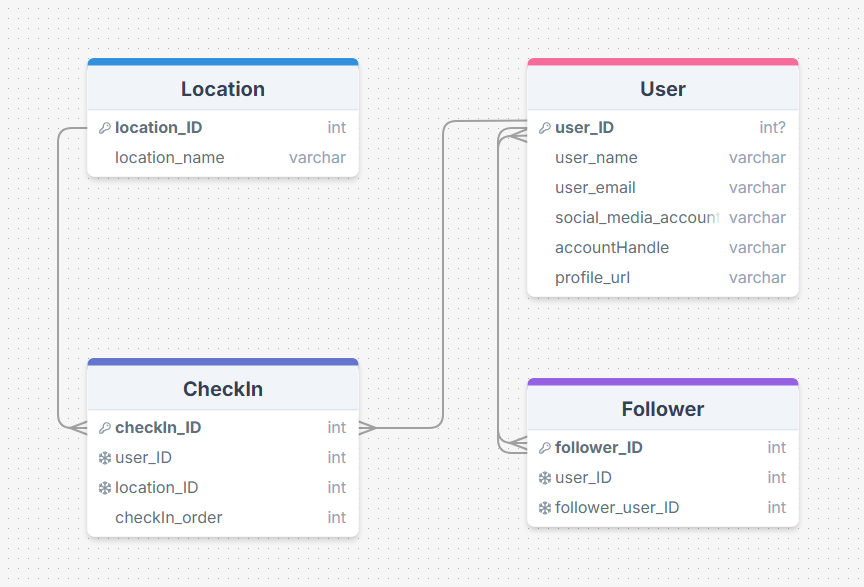 Location
location_ID int
location_name varchar
User
user_ID int?
user_name varchar
user_email varchar
social_media_account varchar
accountHandle varchar
profile_url varchar
CheckIn
checkIn_ID int
user_ID int
location_ID int
checkIn_order int
Follower
follower_ID int
user_ID int
follower_user_ID int